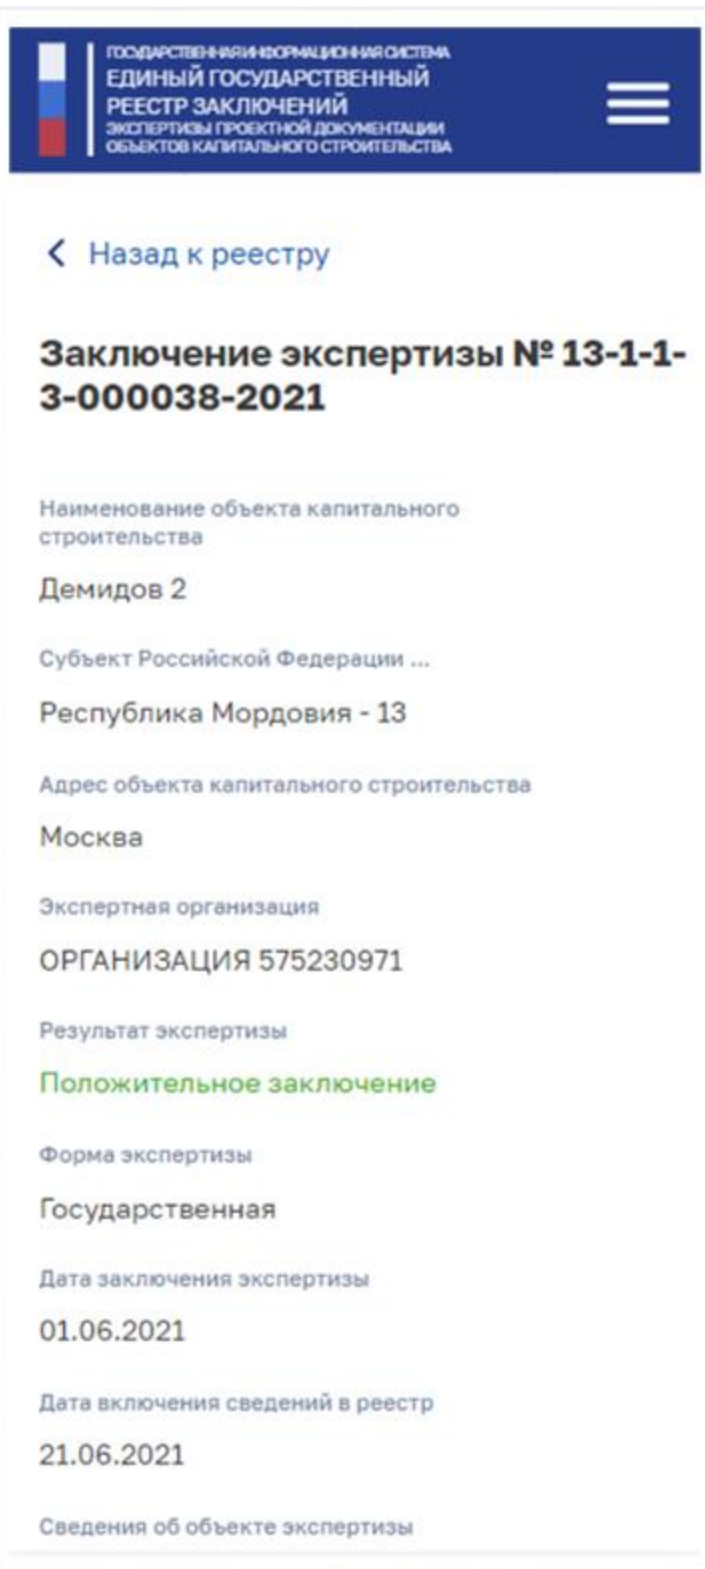 ГОСУДАРСТВЕННАЯ ИНФОРМАЦИОННАЯ СИСТЕМА
ЕДИНЫЙ ГОСУДАРСТВЕННЫЙ
РЕЕСТР ЗАКЛЮЧЕНИЙ
ЭКСПЕРТИЗЫ ПРОЕКТНОЙ ДОКУМЕНТАЦИИ
ОБЪЕКТОВ КАПИТАЛЬНОГО СТРОИТЕЛЬСТВА
Назад к реестру
Заключение экспертизы № 13-1-1-
3-000038-2021
Наименование объекта капитального
строительства
Демидов 2
Субъект Российской Федерации ...
Республика Мордовия - 13
Адрес объекта капитального строительства
Москва
Экспертная организация
ОРГАНИЗАЦИЯ 575230971
Результат экспертизы
Положительное заключение
Форма экспертизы
Государственная
Дата заключения экспертизы
01.06.2021
Дата включения сведений в реестр
21.06.2021
Сведения об объекте экспертизы